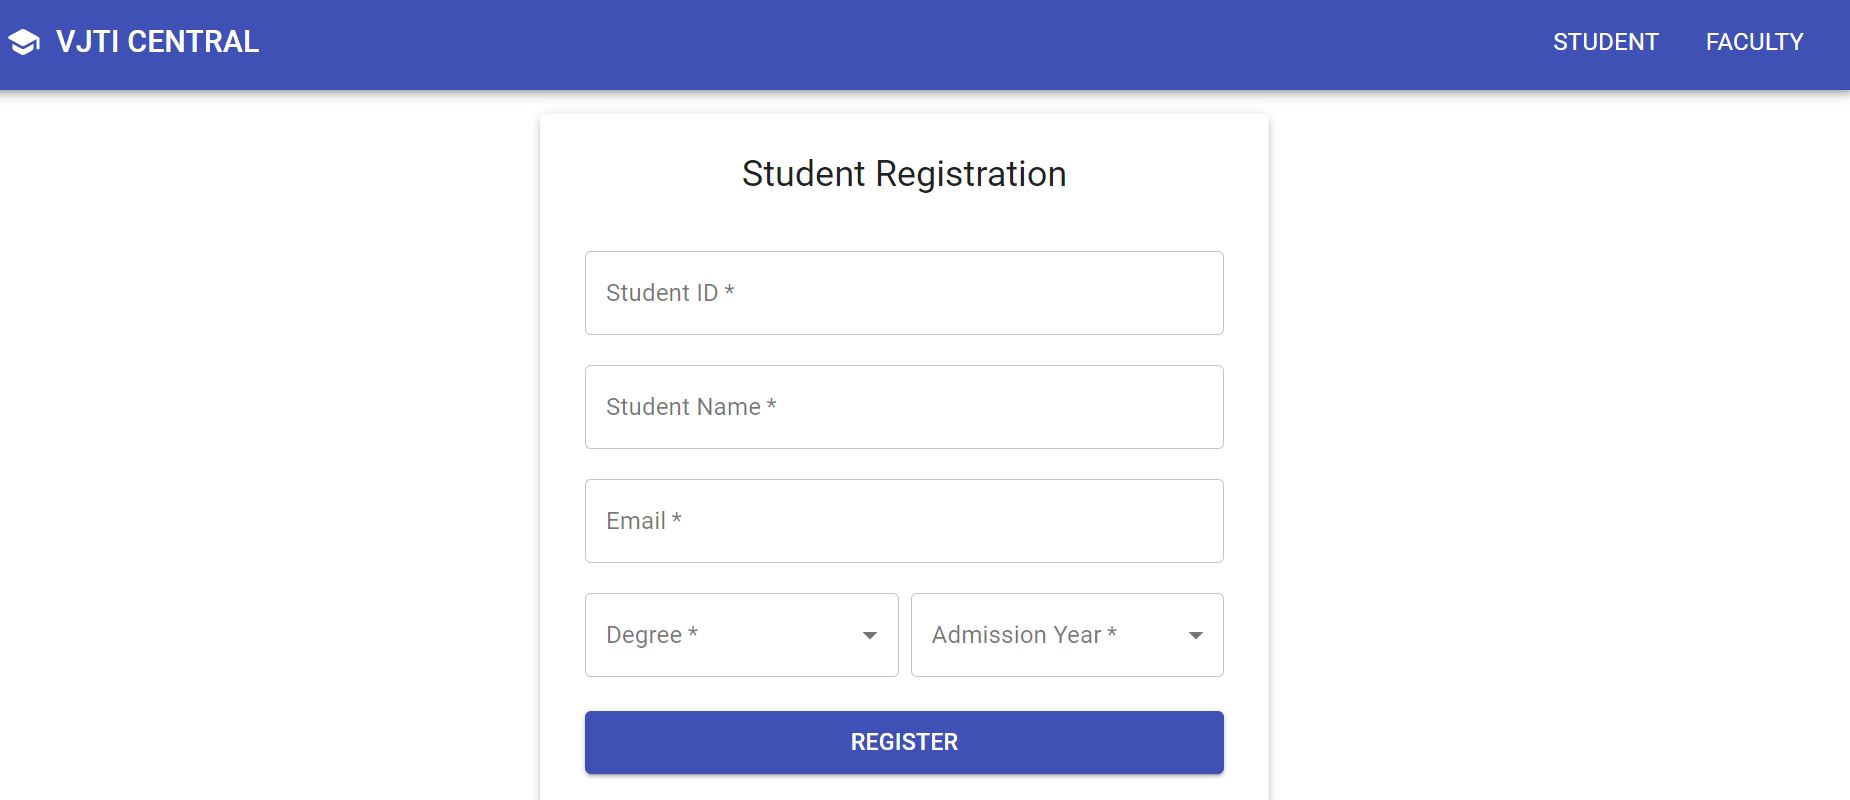 VJTI CENTRAL STUDENT FACULTY
Student Registration
Student ID *
Student Name *
Email *
Degree * Admission Year *
REGISTER